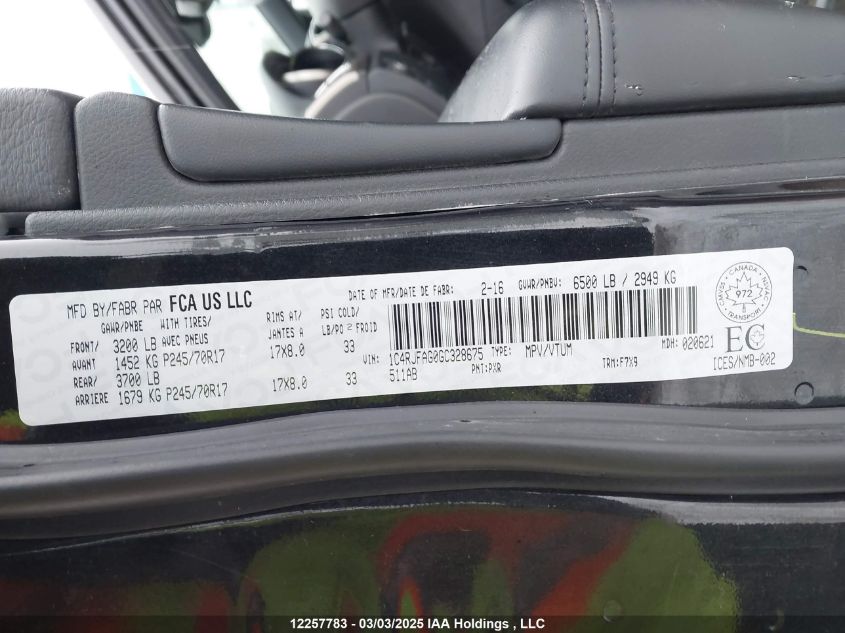 MFD BY/FABR PAR FCA US LLC
DATE OF MFR/DATE DE FABR: 2-16 GVWR/PNBV: 6500 LB / 2949 KG
GAWR/PNBE WITH TIRES/ RIMS AT/ PSI COLD/
AVEC PNEUS JANTES A LB/PO² FROID
FRONT/ 3200 LB
AVANT 1452 KG P245/70R17 17X8.0 33
REAR/ 3700 LB
ARRIERE 1679 KG P245/70R17 17X8.0 33
VIN: 1C4RJFAG0GC328675 TYPE: MPV/VTUM MDH: 020621
511AB PNT: PXR TRM: F7X9
CANADA
972
TRANSPORT
EC
ICES/NMB-002
12257783 - 03/03/2025 IAA Holdings , LLC